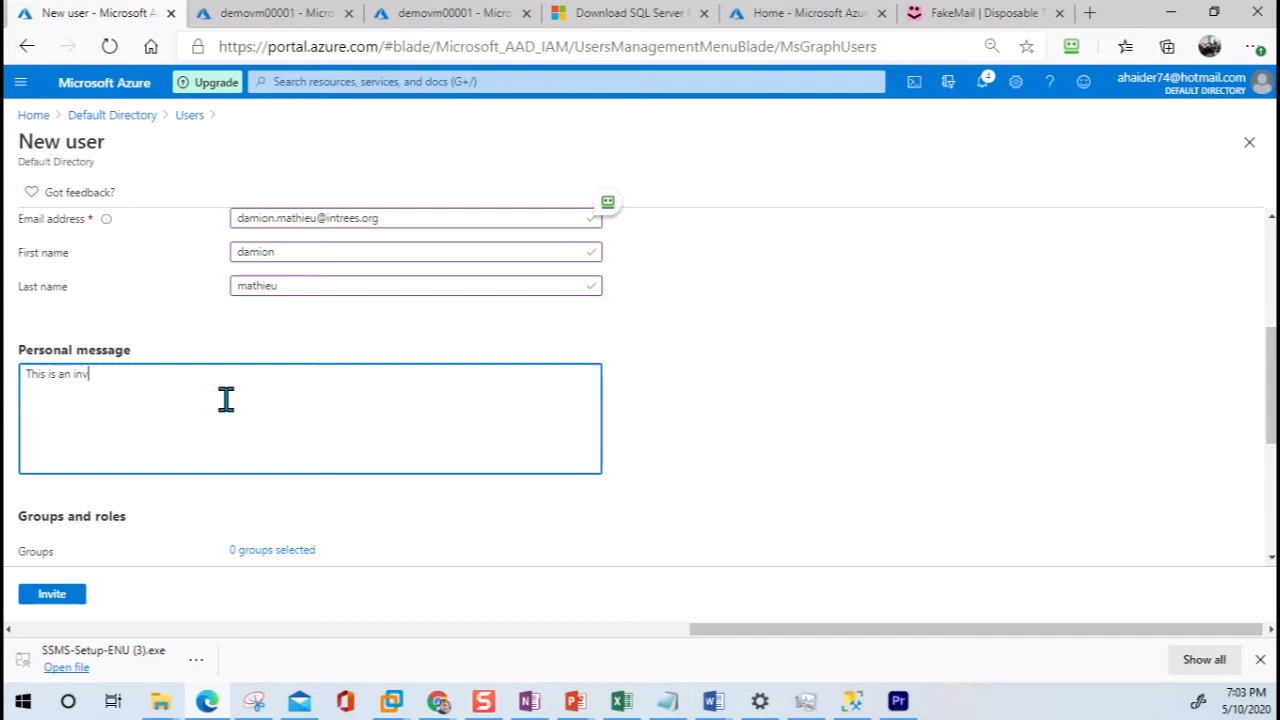 New user - Microsoft A
demovm00001 - Micro
demovm00001 - Micro
Download SQL Server M
Home - Microsoft Azur
FakeMail | Disposable T
https://portal.azure.com/#blade/Microsoft_AAD_IAM/UsersManagementMenuBlade/MsGraphUsers
Microsoft Azure
Upgrade
Search resources, services, and docs (G+/)
4
ahaider74@hotmail.com
DEFAULT DIRECTORY
Home > Default Directory > Users >
New user
Default Directory
Got feedback?
Email address *
damion.mathieu@intrees.org
First name
damion
Last name
mathieu
Personal message
This is an inv
Groups and roles
Groups
0 groups selected
Invite
SSMS-Setup-ENU (3).exe
Open file
Show all
7:03 PM
5/10/2020